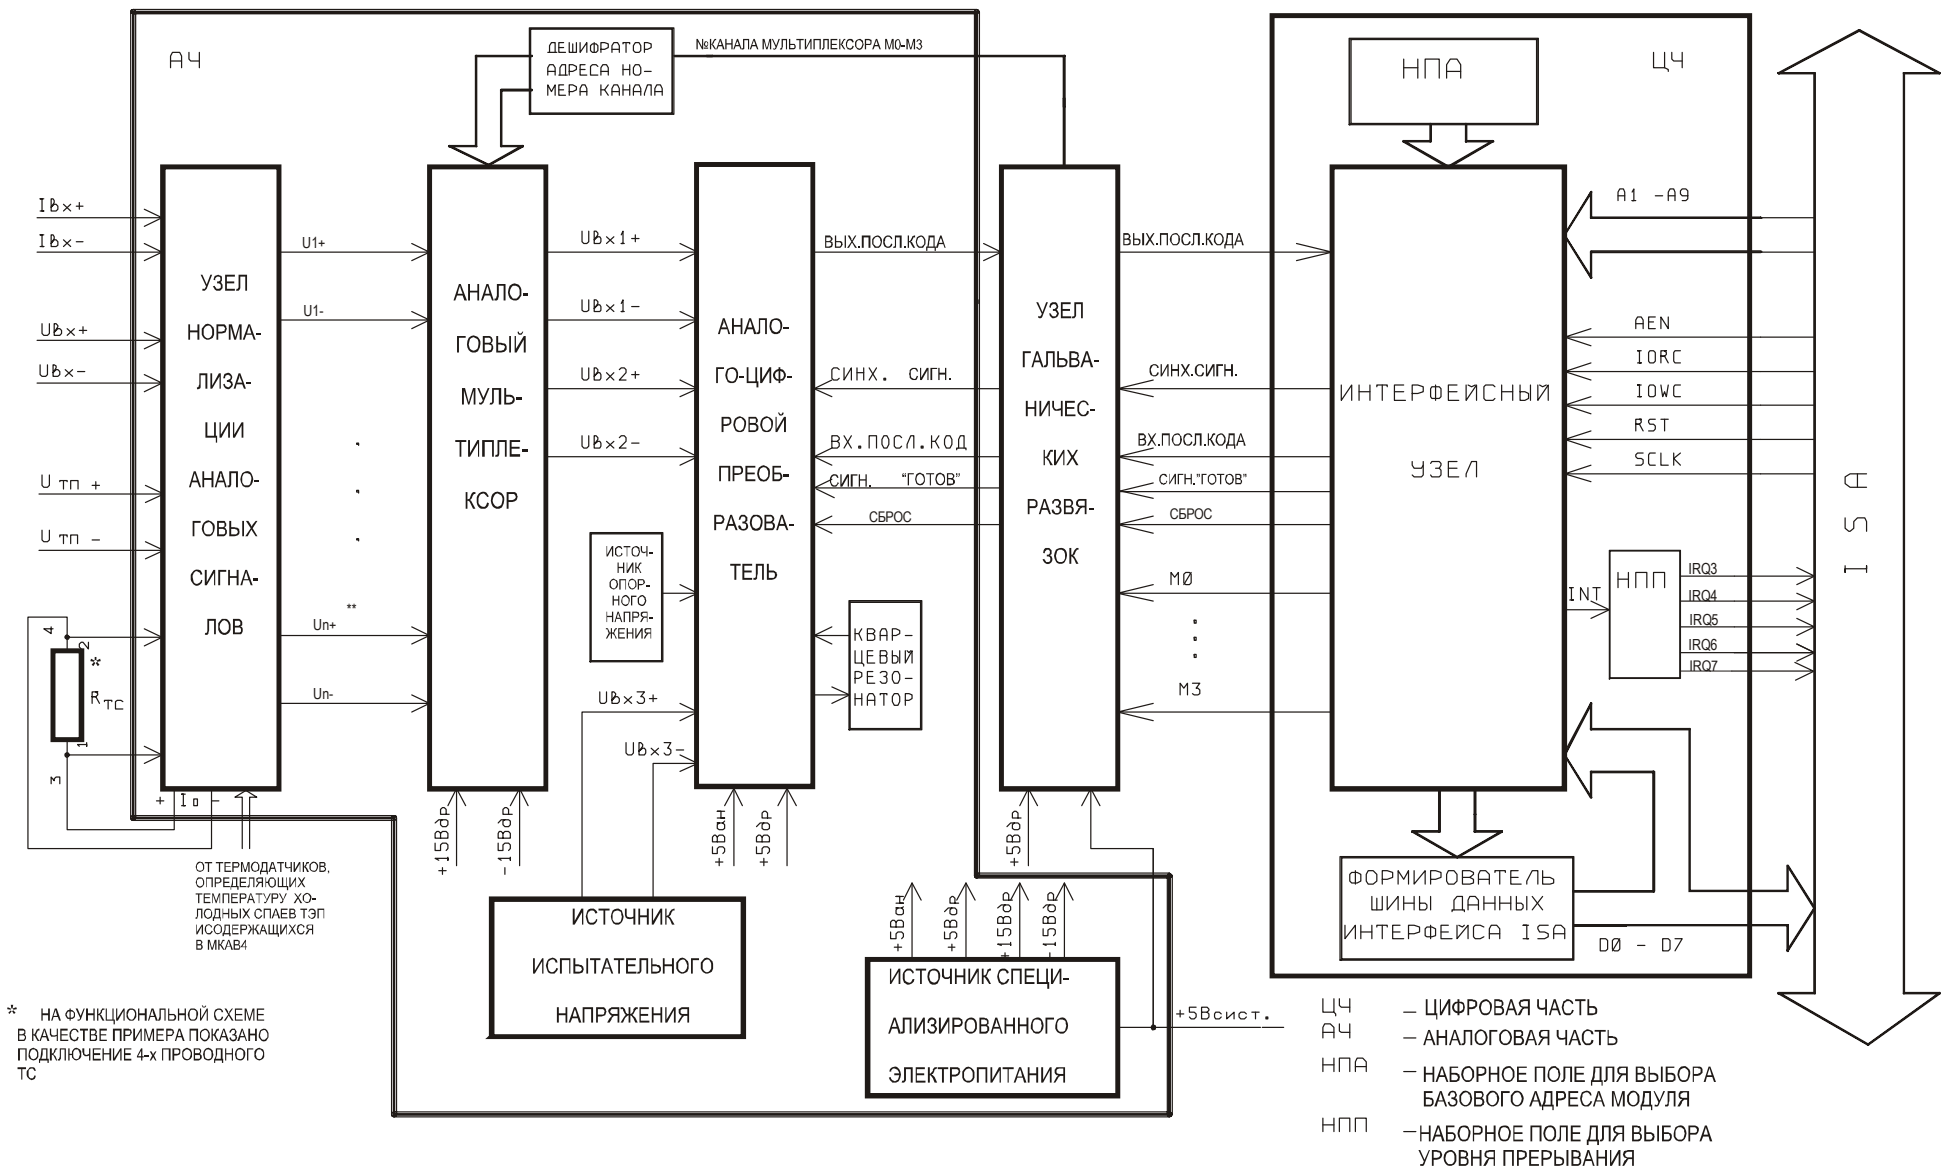 АЧ
ДЕШИФРАТОР
АДРЕСА НО-
МЕРА КАНАЛА
№КАНАЛА МУЛЬТИПЛЕКСОРА М0-М3
НПА
ЦЧ
IВх+
IВх-
UВх+
UВх-
U тп +
U тп -
4
2
*
RТС
1
3
+ Iо -
УЗЕЛ
НОРМА-
ЛИЗА-
ЦИИ
АНАЛО-
ГОВЫХ
СИГНА-
ЛОВ
U1+
U1-
.
.
.
**
Un+
Un-
АНАЛО-
ГОВЫЙ
МУЛЬ-
ТИПЛЕ-
КСОР
+15Вдр
-15Вдр
UВх1+
UВх1-
UВх2+
UВх2-
ИСТОЧ-
НИК
ОПОР-
НОГО
НАПРЯ-
ЖЕНИЯ
UВх3+
UВх3-
АНАЛО-
ГО-ЦИФ-
РОВОЙ
ПРЕОБ-
РАЗОВА-
ТЕЛЬ
+5Ван
+5Вдр
ВЫХ.ПОСЛ.КОДА
СИНХ. СИГН.
ВХ.ПОСЛ.КОД
СИГН. "ГОТОВ"
СБРОС
КВАР-
ЦЕВЫЙ
РЕЗО-
НАТОР
УЗЕЛ
ГАЛЬВА-
НИЧЕС-
КИХ
РАЗВЯ-
ЗОК
+5Вдр
ВЫХ.ПОСЛ.КОДА
СИНХ.СИГН.
ВХ.ПОСЛ.КОДА
СИГН."ГОТОВ"
СБРОС
М0
.
.
.
М3
ИНТЕРФЕЙСНЫЙ
УЗЕЛ
A1 -A9
AEN
IORC
IOWC
RST
SCLK
INT
НПП
IRQ3
IRQ4
IRQ5
IRQ6
IRQ7
ISA
ФОРМИРОВАТЕЛЬ
ШИНЫ ДАННЫХ
ИНТЕРФЕЙСА ISA
D0 - D7
ОТ ТЕРМОДАТЧИКОВ,
ОПРЕДЕЛЯЮЩИХ
ТЕМПЕРАТУРУ ХО-
ЛОДНЫХ СПАЕВ ТЭП
ИСОДЕРЖАЩИХСЯ
В МКАВ4
ИСТОЧНИК
ИСПЫТАТЕЛЬНОГО
НАПРЯЖЕНИЯ
+5Ван
+5Вдр
+15Вдр
-15Вдр
ИСТОЧНИК СПЕЦИ-
АЛИЗИРОВАННОГО
ЭЛЕКТРОПИТАНИЯ
+5Всист.
* НА ФУНКЦИОНАЛЬНОЙ СХЕМЕ
В КАЧЕСТВЕ ПРИМЕРА ПОКАЗАНО
ПОДКЛЮЧЕНИЕ 4-х ПРОВОДНОГО
ТС
ЦЧ – ЦИФРОВАЯ ЧАСТЬ
АЧ – АНАЛОГОВАЯ ЧАСТЬ
НПА – НАБОРНОЕ ПОЛЕ ДЛЯ ВЫБОРА
БАЗОВОГО АДРЕСА МОДУЛЯ
НПП – НАБОРНОЕ ПОЛЕ ДЛЯ ВЫБОРА
УРОВНЯ ПРЕРЫВАНИЯ